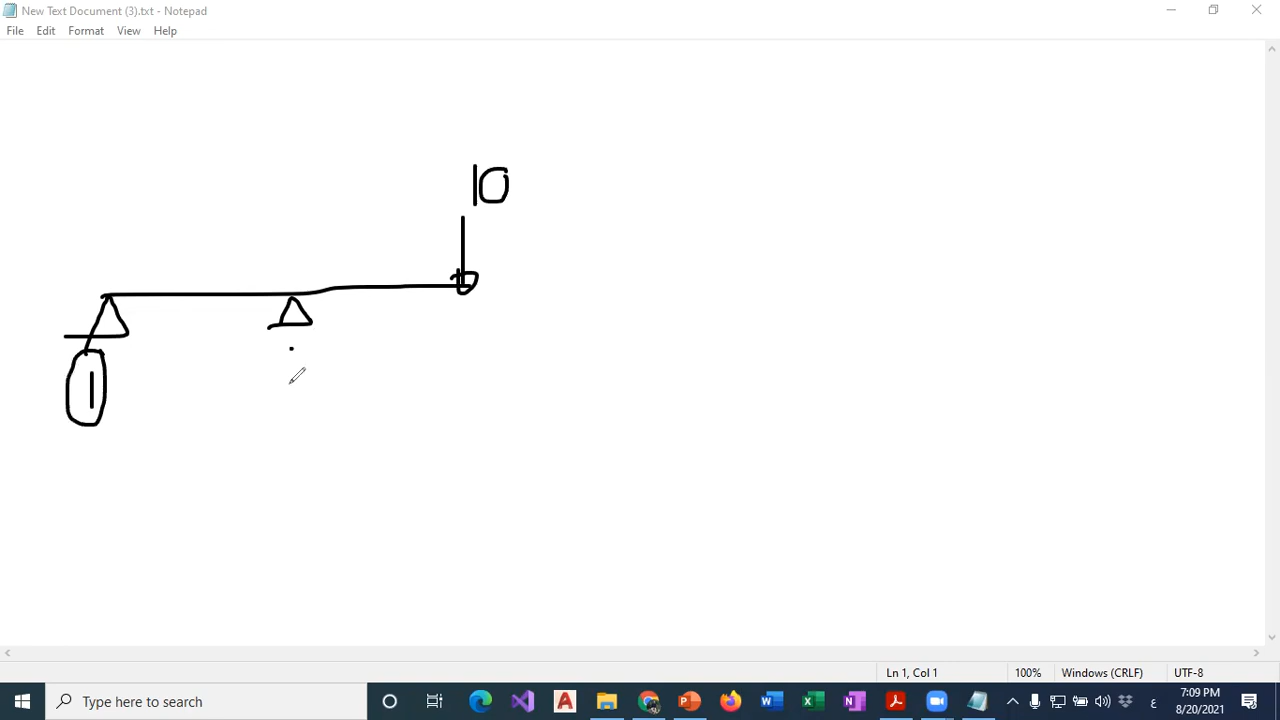 New Text Document (3).txt - Notepad
File Edit Format View Help
10
1
Ln 1, Col 1 100% Windows (CRLF) UTF-8
Type here to search
ع
7:09 PM
8/20/2021